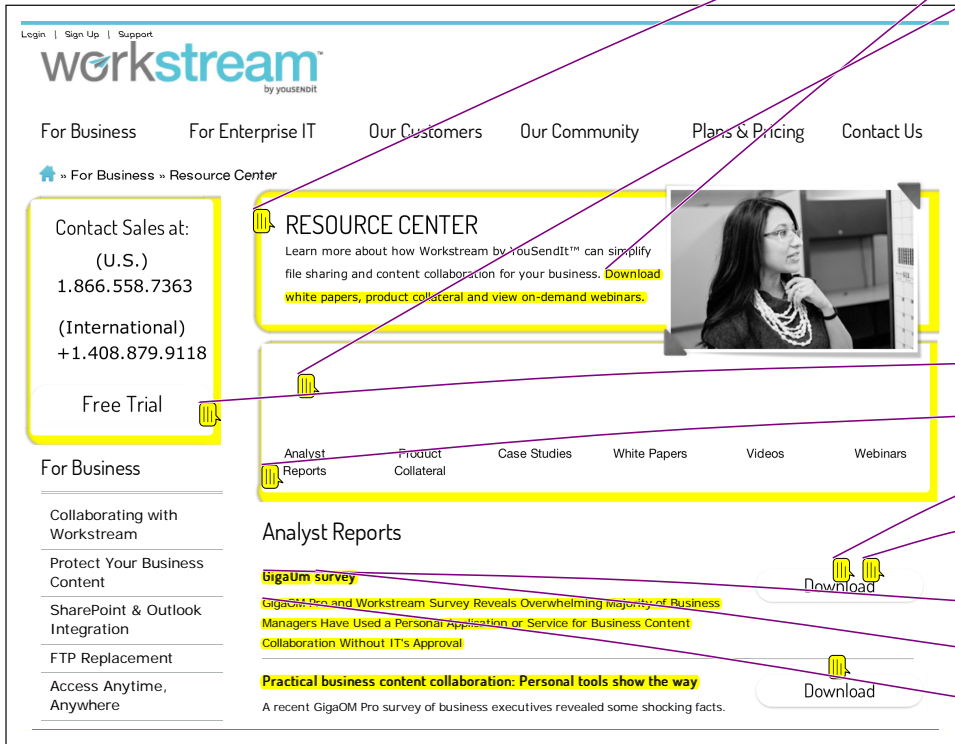 Login | Sign Up | Support
workstream™
by YOUSENDIT
For Business For Enterprise IT Our Customers Our Community Plans & Pricing Contact Us
» For Business » Resource Center
Contact Sales at:
(U.S.)
1.866.558.7363
(International)
+1.408.879.9118
Free Trial
RESOURCE CENTER
Learn more about how Workstream by YouSendIt™ can simplify
file sharing and content collaboration for your business. Download
white papers, product collateral and view on-demand webinars.
Analyst Reports
Product Collateral
Case Studies
White Papers
Videos
Webinars
For Business
Collaborating with
Workstream
Protect Your Business
Content
SharePoint & Outlook
Integration
FTP Replacement
Access Anytime,
Anywhere
Analyst Reports
GigaOm survey
GigaOM Pro and Workstream Survey Reveals Overwhelming Majority of Business
Managers Have Used a Personal Application or Service for Business Content
Collaboration Without IT's Approval
Download
Practical business content collaboration: Personal tools show the way
A recent GigaOM Pro survey of business executives revealed some shocking facts.
Download